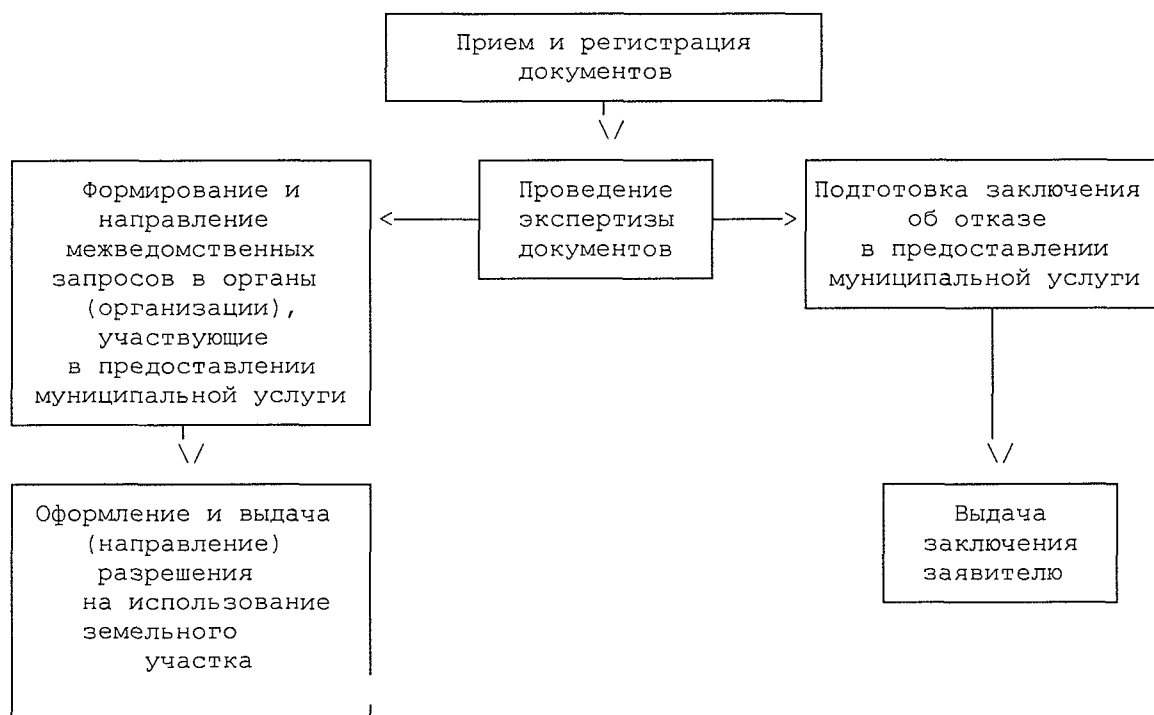 Прием и регистрация
документов
Формирование и
направление
межведомственных
запросов в органы
(организации),
участвующие
в предоставлении
муниципальной услуги
Проведение
экспертизы
документов
Подготовка заключения
об отказе
в предоставлении
муниципальной услуги
Оформление и выдача
(направление)
разрешения
на использование
земельного
участка
Выдача
заключения
заявителю